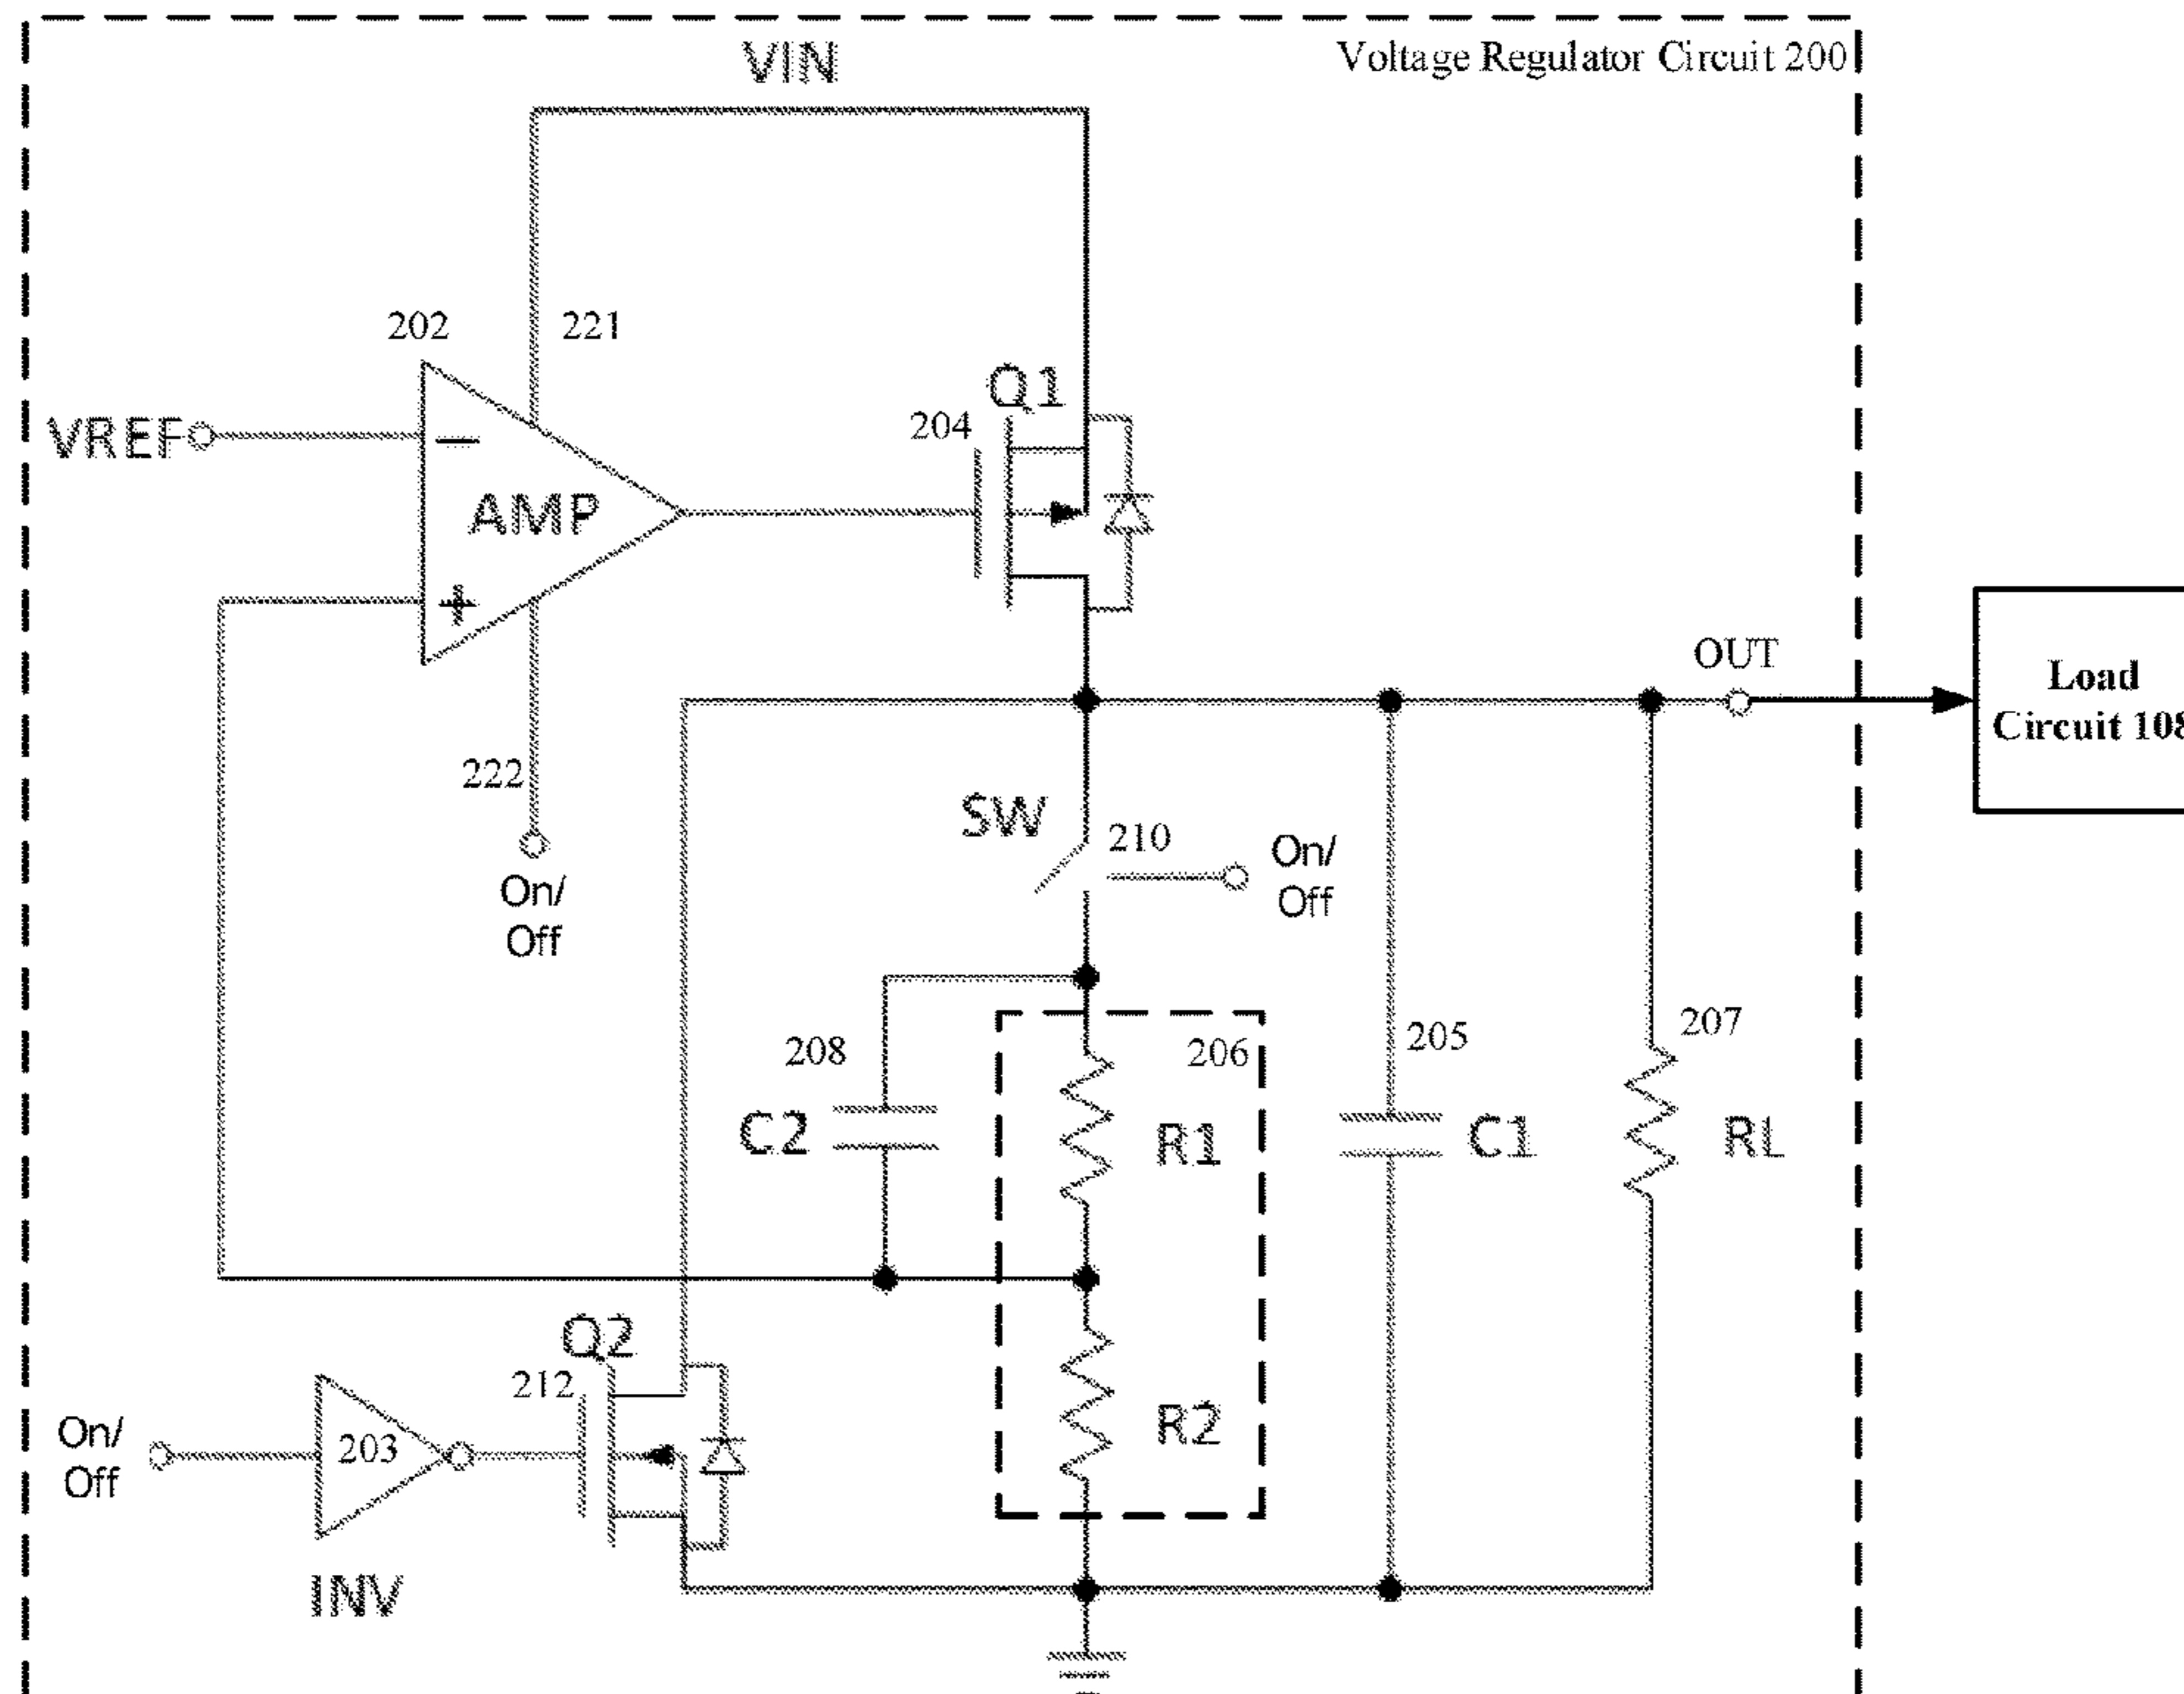 VIN
Voltage Regulator Circuit 200
202
221
Q1
204
VREF
−
AMP
+
OUT
Load
Circuit 108
222
SW
210
On/
Off
On/
Off
208
206
205
207
C2
R1
C1
RL
Q2
212
R2
On/
Off
203
INV